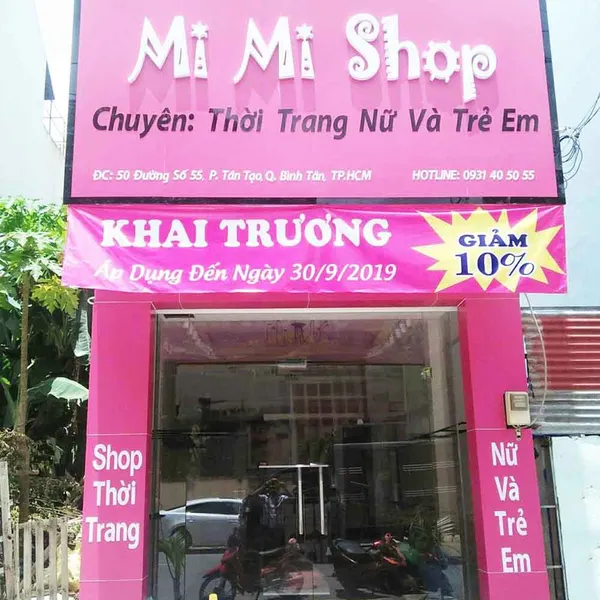 Mi Mi Shop
Chuyên: Thời Trang Nữ Và Trẻ Em
ĐC: 50 Đường Số 55, P. Tân Tạo, Q. Bình Tân, TP.HCM
HOTLINE: 0931 40 50 55
KHAI TRƯƠNG
Áp Dụng Đến Ngày 30/9/2019
GIẢM
10%
Shop
Thời
Trang
Nữ
Và
Trẻ
Em